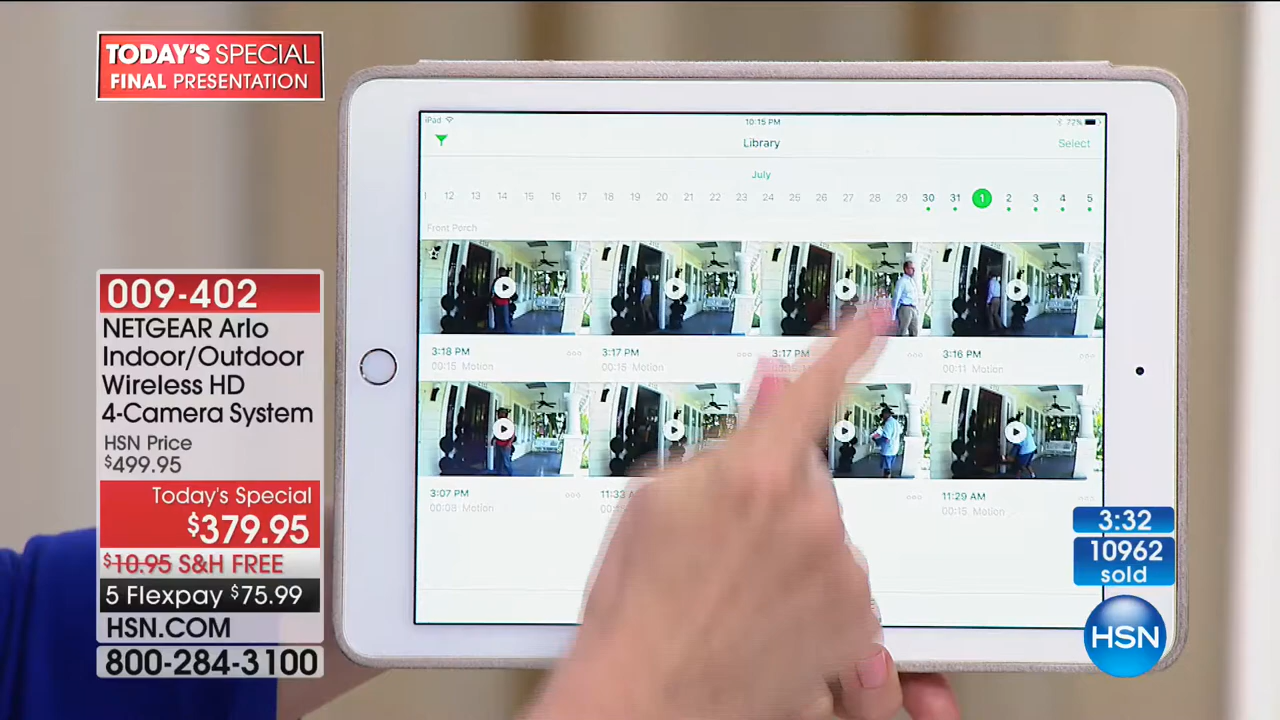 TODAY'S SPECIAL
FINAL PRESENTATION
009-402
NETGEAR Arlo
Indoor/Outdoor
Wireless HD
4-Camera System
HSN Price
$499.95
Today's Special
$379.95
$10.95 S&H FREE
5 Flexpay $75.99
HSN.COM
800-284-3100
iPad 10:15 PM 72%
Library Select
July
12 13 14 15 16 17 18 19 20 21 22 23 24 25 26 27 28 29 30 31 1 2 3 4 5
Front Porch
3:18 PM 3:17 PM 3:17 PM 3:16 PM
00:15 Motion 00:15 Motion 00:11 Motion
3:07 PM 11:33 11:29 AM
00:08 Motion 00:15 Motion
3:32
10962
sold
HSN